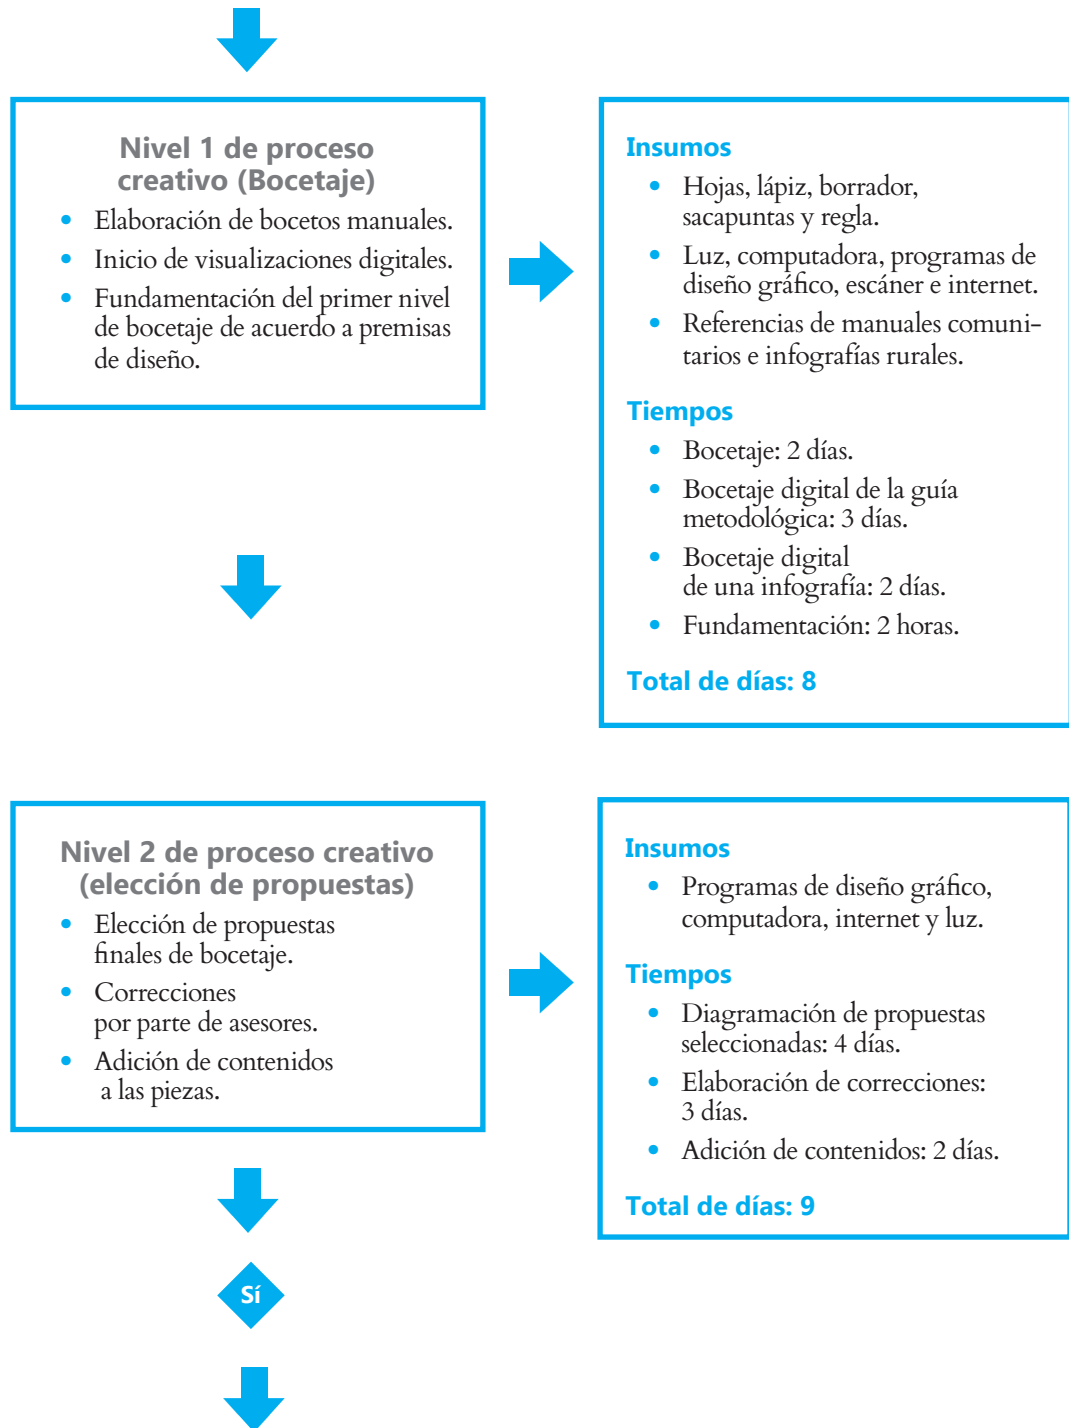 Nivel 1 de proceso
creativo (Bocetaje)
• Elaboración de bocetos manuales.
• Inicio de visualizaciones digitales.
• Fundamentación del primer nivel
de bocetaje de acuerdo a premisas
de diseño.
Insumos
• Hojas, lápiz, borrador,
sacapuntas y regla.
• Luz, computadora, programas de
diseño gráfico, escáner e internet.
• Referencias de manuales comuni-
tarios e infografías rurales.
Tiempos
• Bocetaje: 2 días.
• Bocetaje digital de la guía
metodológica: 3 días.
• Bocetaje digital
de una infografía: 2 días.
• Fundamentación: 2 horas.
Total de días: 8
Nivel 2 de proceso creativo
(elección de propuestas)
• Elección de propuestas
finales de bocetaje.
• Correcciones
por parte de asesores.
• Adición de contenidos
a las piezas.
Insumos
• Programas de diseño gráfico,
computadora, internet y luz.
Tiempos
• Diagramación de propuestas
seleccionadas: 4 días.
• Elaboración de correcciones:
3 días.
• Adición de contenidos: 2 días.
Total de días: 9
Sí